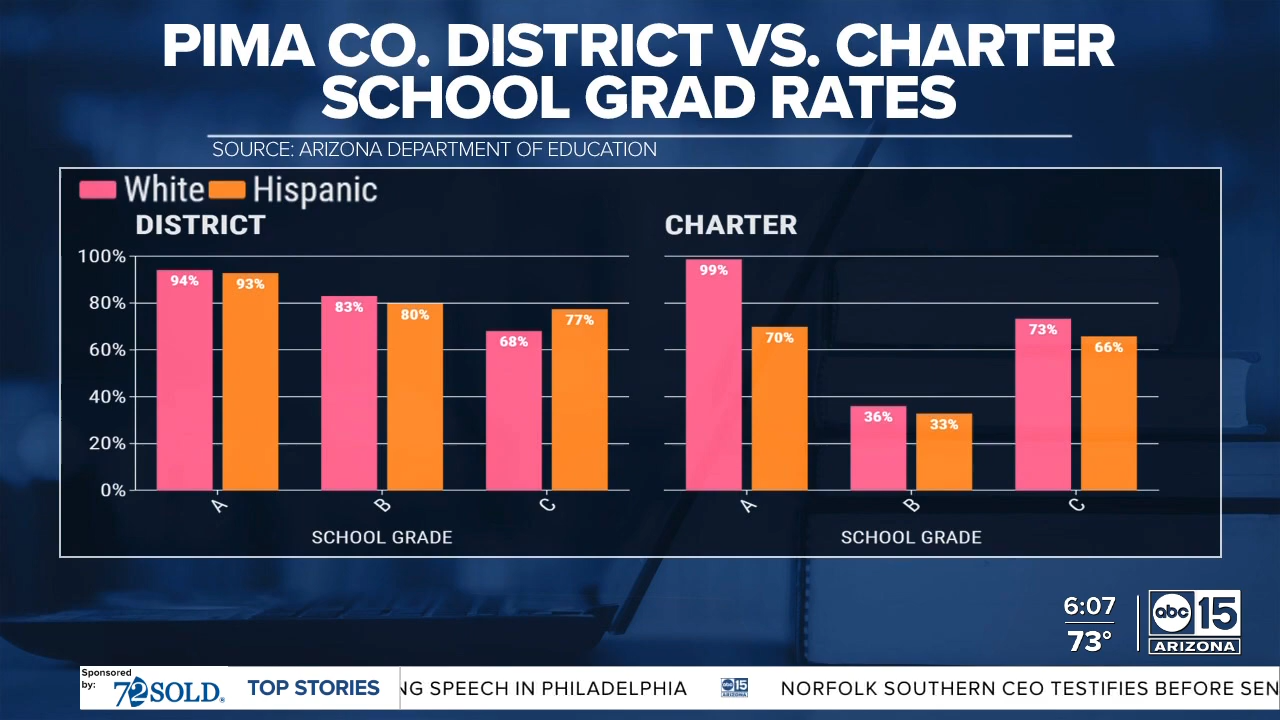 PIMA CO. DISTRICT VS. CHARTER
SCHOOL GRAD RATES
SOURCE: ARIZONA DEPARTMENT OF EDUCATION
White Hispanic
DISTRICT
100%
80%
60%
40%
20%
0%
94%
93%
83%
80%
68%
77%
A
B
C
SCHOOL GRADE
CHARTER
99%
70%
36%
33%
73%
66%
A
B
C
SCHOOL GRADE
6:07
73°
abc 15
ARIZONA
Sponsored
by:
72SOLD.
TOP STORIES
NG SPEECH IN PHILADELPHIA
abc 15
ARIZONA
NORFOLK SOUTHERN CEO TESTIFIES BEFORE SEN